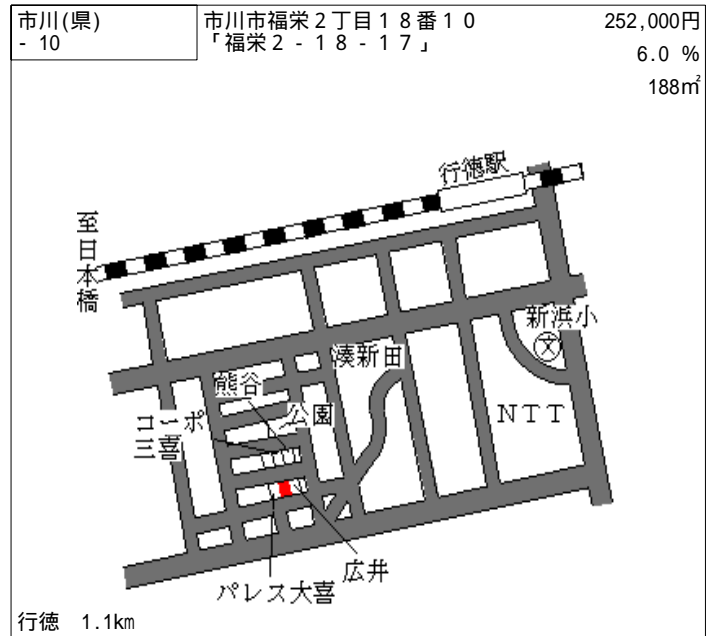 市川(県)
- 10
市川市福栄２丁目１８番１０
「福栄２‐１８‐１７」
252,000円
6.0 %
188㎡
行徳駅
至日本橋
新浜小
文
湊新田
熊谷
公園
コーポ
三喜
ＮＴＴ
広井
パレス大喜
行徳 1.1km